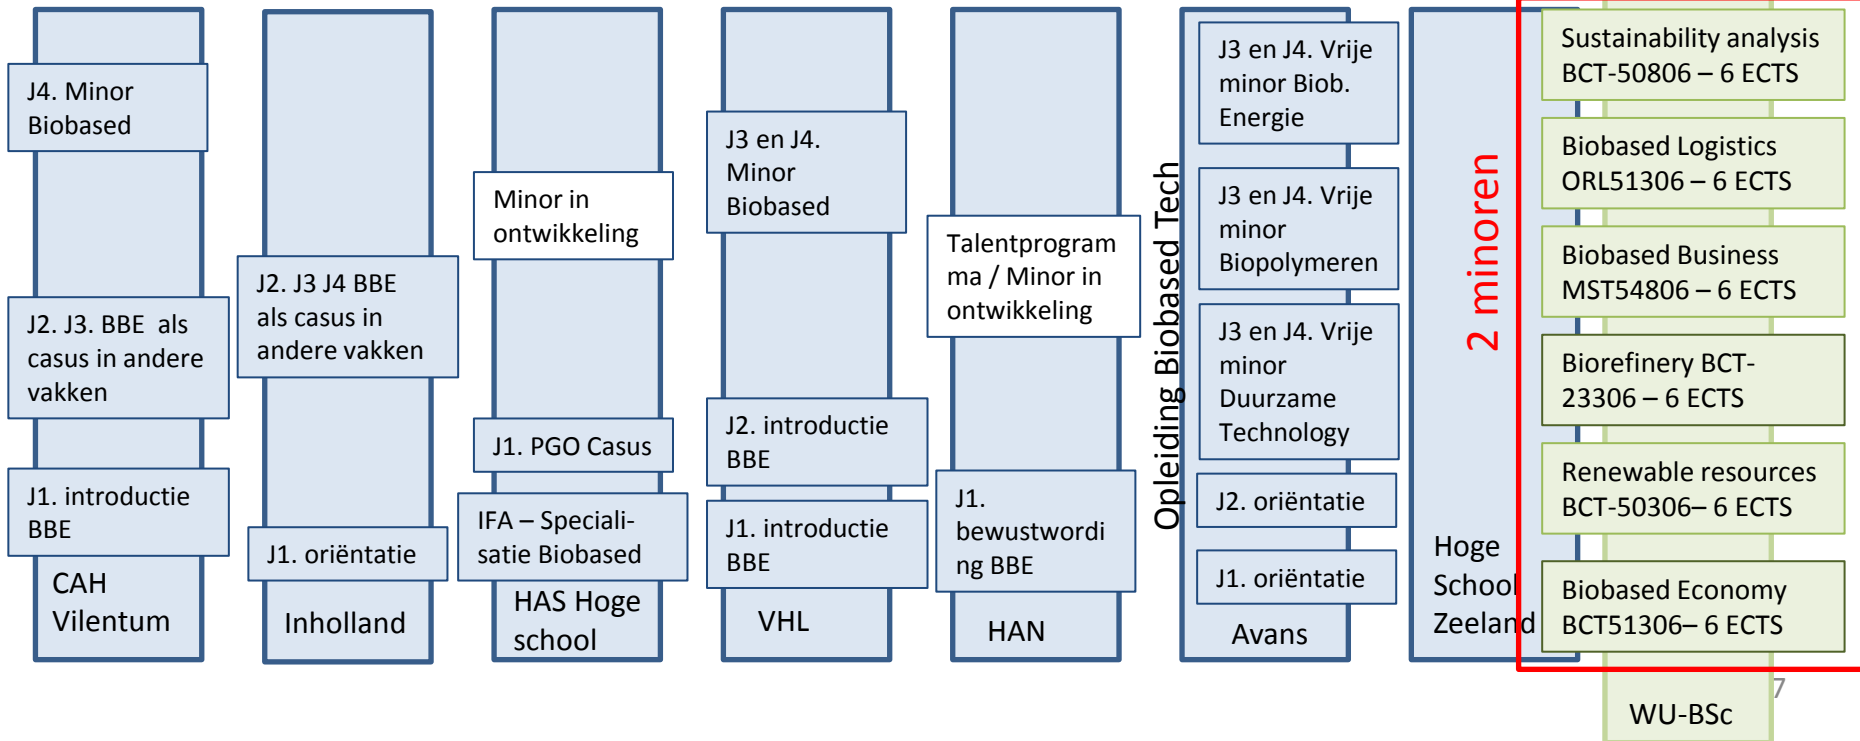 J4. Minor
Biobased
J2. J3. BBE als
casus in andere
vakken
J1. introductie
BBE
CAH
Vilentum
J2. J3 J4 BBE
als casus in
andere vakken
J1. oriëntatie
Inholland
Minor in
ontwikkeling
J1. PGO Casus
IFA – Speciali-
satie Biobased
HAS Hoge
school
J3 en J4.
Minor
Biobased
J2. introductie
BBE
J1. introductie
BBE
VHL
Talentprogram
ma / Minor in
ontwikkeling
J1.
bewustwordi
ng BBE
HAN
Opleiding Biobased Tech
J3 en J4. Vrije
minor Biob.
Energie
J3 en J4. Vrije
minor
Biopolymeren
J3 en J4. Vrije
minor
Duurzame
Technology
J2. oriëntatie
J1. oriëntatie
Avans
2 minoren
Hoge
School
Zeeland
Sustainability analysis
BCT-50806 – 6 ECTS
Biobased Logistics
ORL51306 – 6 ECTS
Biobased Business
MST54806 – 6 ECTS
Biorefinery BCT-
23306 – 6 ECTS
Renewable resources
BCT-50306– 6 ECTS
Biobased Economy
BCT51306– 6 ECTS
WU-BSc
7